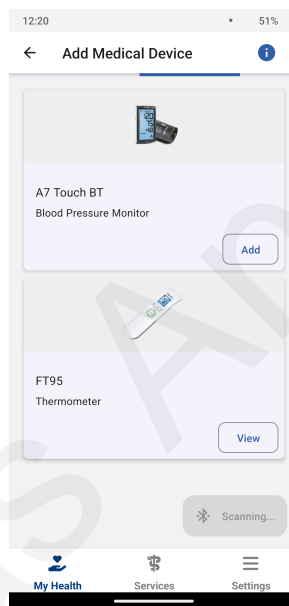 12:20
51%
Add Medical Device
A7 Touch BT
Blood Pressure Monitor
Add
FT95
Thermometer
View
Scanning...
My Health
Services
Settings